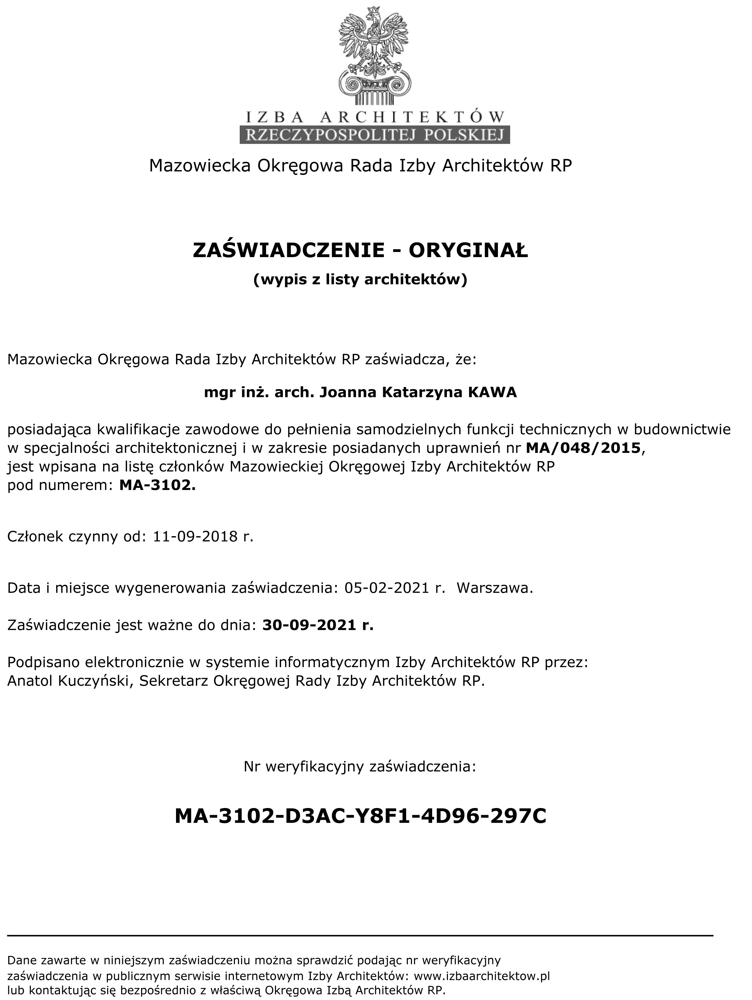 IZBA ARCHITEKTÓW
RZECZYPOSPOLITEJ POLSKIEJ
Mazowiecka Okręgowa Rada Izby Architektów RP
ZAŚWIADCZENIE - ORYGINAŁ
(wypis z listy architektów)
Mazowiecka Okręgowa Rada Izby Architektów RP zaświadcza, że:
mgr inż. arch. Joanna Katarzyna KAWA
posiadająca kwalifikacje zawodowe do pełnienia samodzielnych funkcji technicznych w budownictwie
w specjalności architektonicznej i w zakresie posiadanych uprawnień nr MA/048/2015,
jest wpisana na listę członków Mazowieckiej Okręgowej Izby Architektów RP
pod numerem: MA-3102.
Członek czynny od: 11-09-2018 r.
Data i miejsce wygenerowania zaświadczenia: 05-02-2021 r. Warszawa.
Zaświadczenie jest ważne do dnia: 30-09-2021 r.
Podpisano elektronicznie w systemie informatycznym Izby Architektów RP przez:
Anatol Kuczyński, Sekretarz Okręgowej Rady Izby Architektów RP.
Nr weryfikacyjny zaświadczenia:
MA-3102-D3AC-Y8F1-4D96-297C
Dane zawarte w niniejszym zaświadczeniu można sprawdzić podając nr weryfikacyjny
zaświadczenia w publicznym serwisie internetowym Izby Architektów: www.izbaarchitektow.pl
lub kontaktując się bezpośrednio z właściwą Okręgowa Izbą Architektów RP.